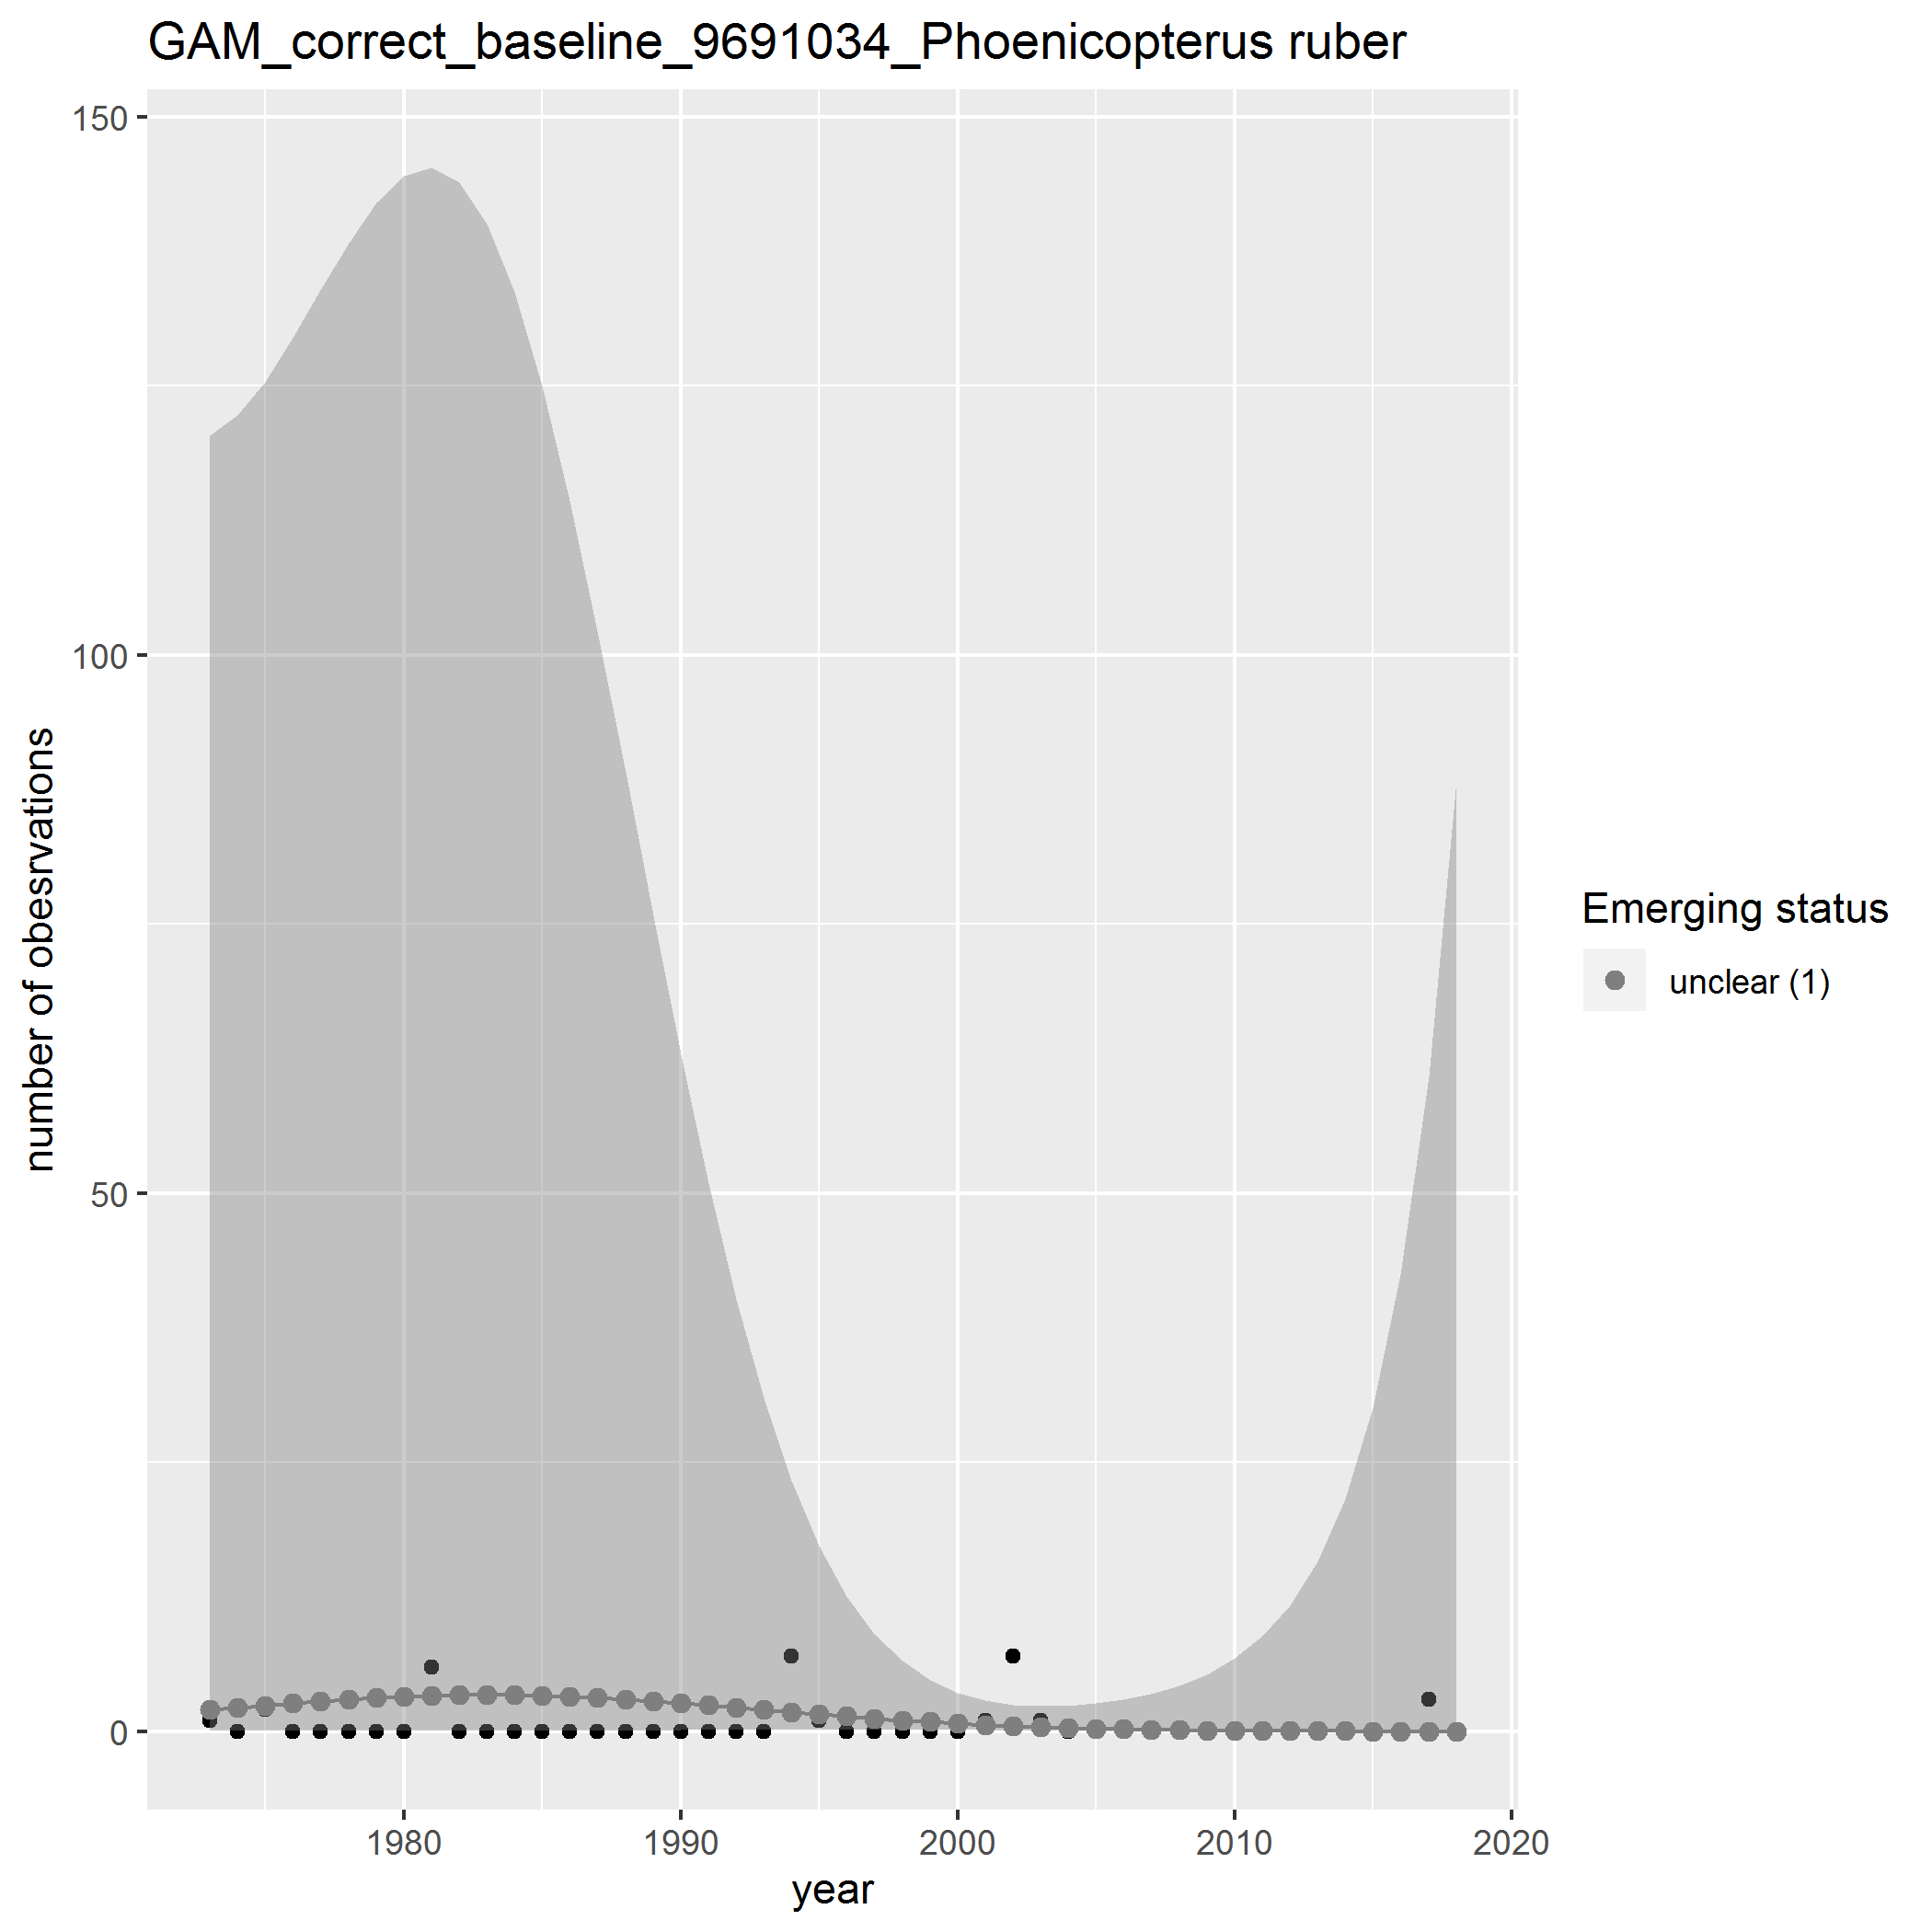 GAM_correct_baseline_9691034_Phoenicopterus ruber
150
100
50
0
number of obesrvations
1980
1990
2000
2010
2020
year
Emerging status
unclear (1)